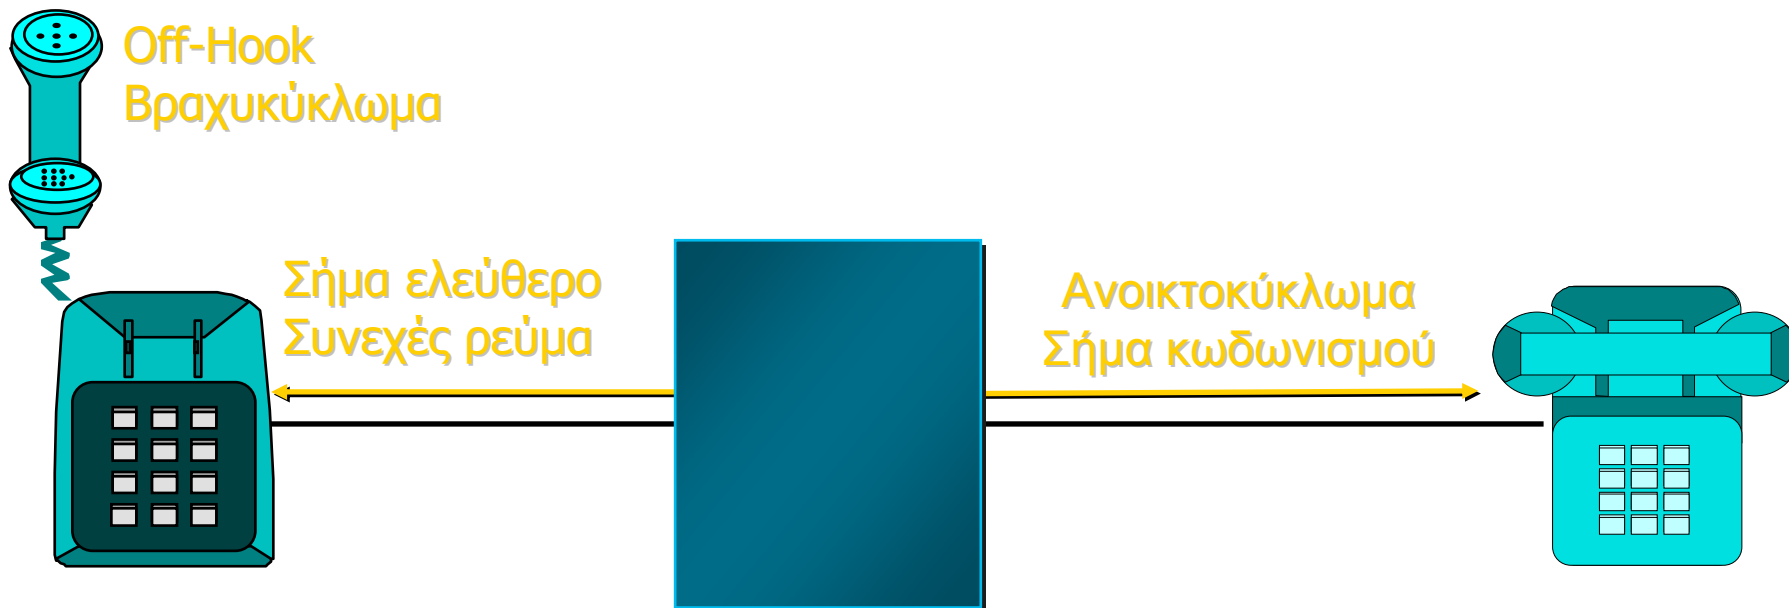 Off-Hook
Βραχυκύκλωμα
Σήμα ελεύθερο
Συνεχές ρεύμα
Ανοικτοκύκλωμα
Σήμα κωδωνισμού